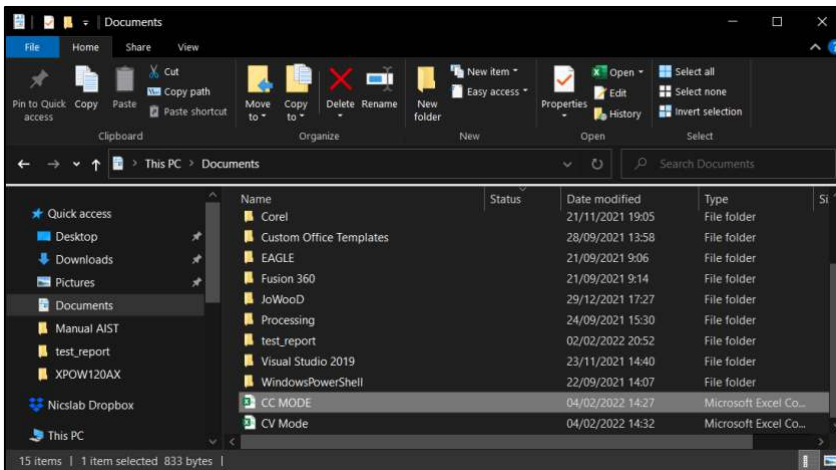 Documents
File Home Share View
Pin to Quick access
Copy
Paste
Cut
Copy path
Paste shortcut
Clipboard
Move to
Copy to
Delete
Rename
Organize
New folder
New item
Easy access
New
Properties
Open
Edit
History
Open
Select all
Select none
Invert selection
Select
This PC > Documents
Search Documents
Quick access
Desktop
Downloads
Pictures
Documents
Manual AIST
test_report
XPOW120AX
Nicslab Dropbox
This PC
Name Status Date modified Type Si
Corel 21/11/2021 19:05 File folder
Custom Office Templates 28/09/2021 13:58 File folder
EAGLE 21/09/2021 9:06 File folder
Fusion 360 21/09/2021 9:14 File folder
JoWooD 29/12/2021 17:27 File folder
Processing 24/09/2021 15:30 File folder
test_report 02/02/2022 20:52 File folder
Visual Studio 2019 23/11/2021 14:40 File folder
WindowsPowerShell 22/09/2021 14:07 File folder
CC MODE 04/02/2022 14:27 Microsoft Excel Co...
CV Mode 04/02/2022 14:32 Microsoft Excel Co...
15 items | 1 item selected 833 bytes |